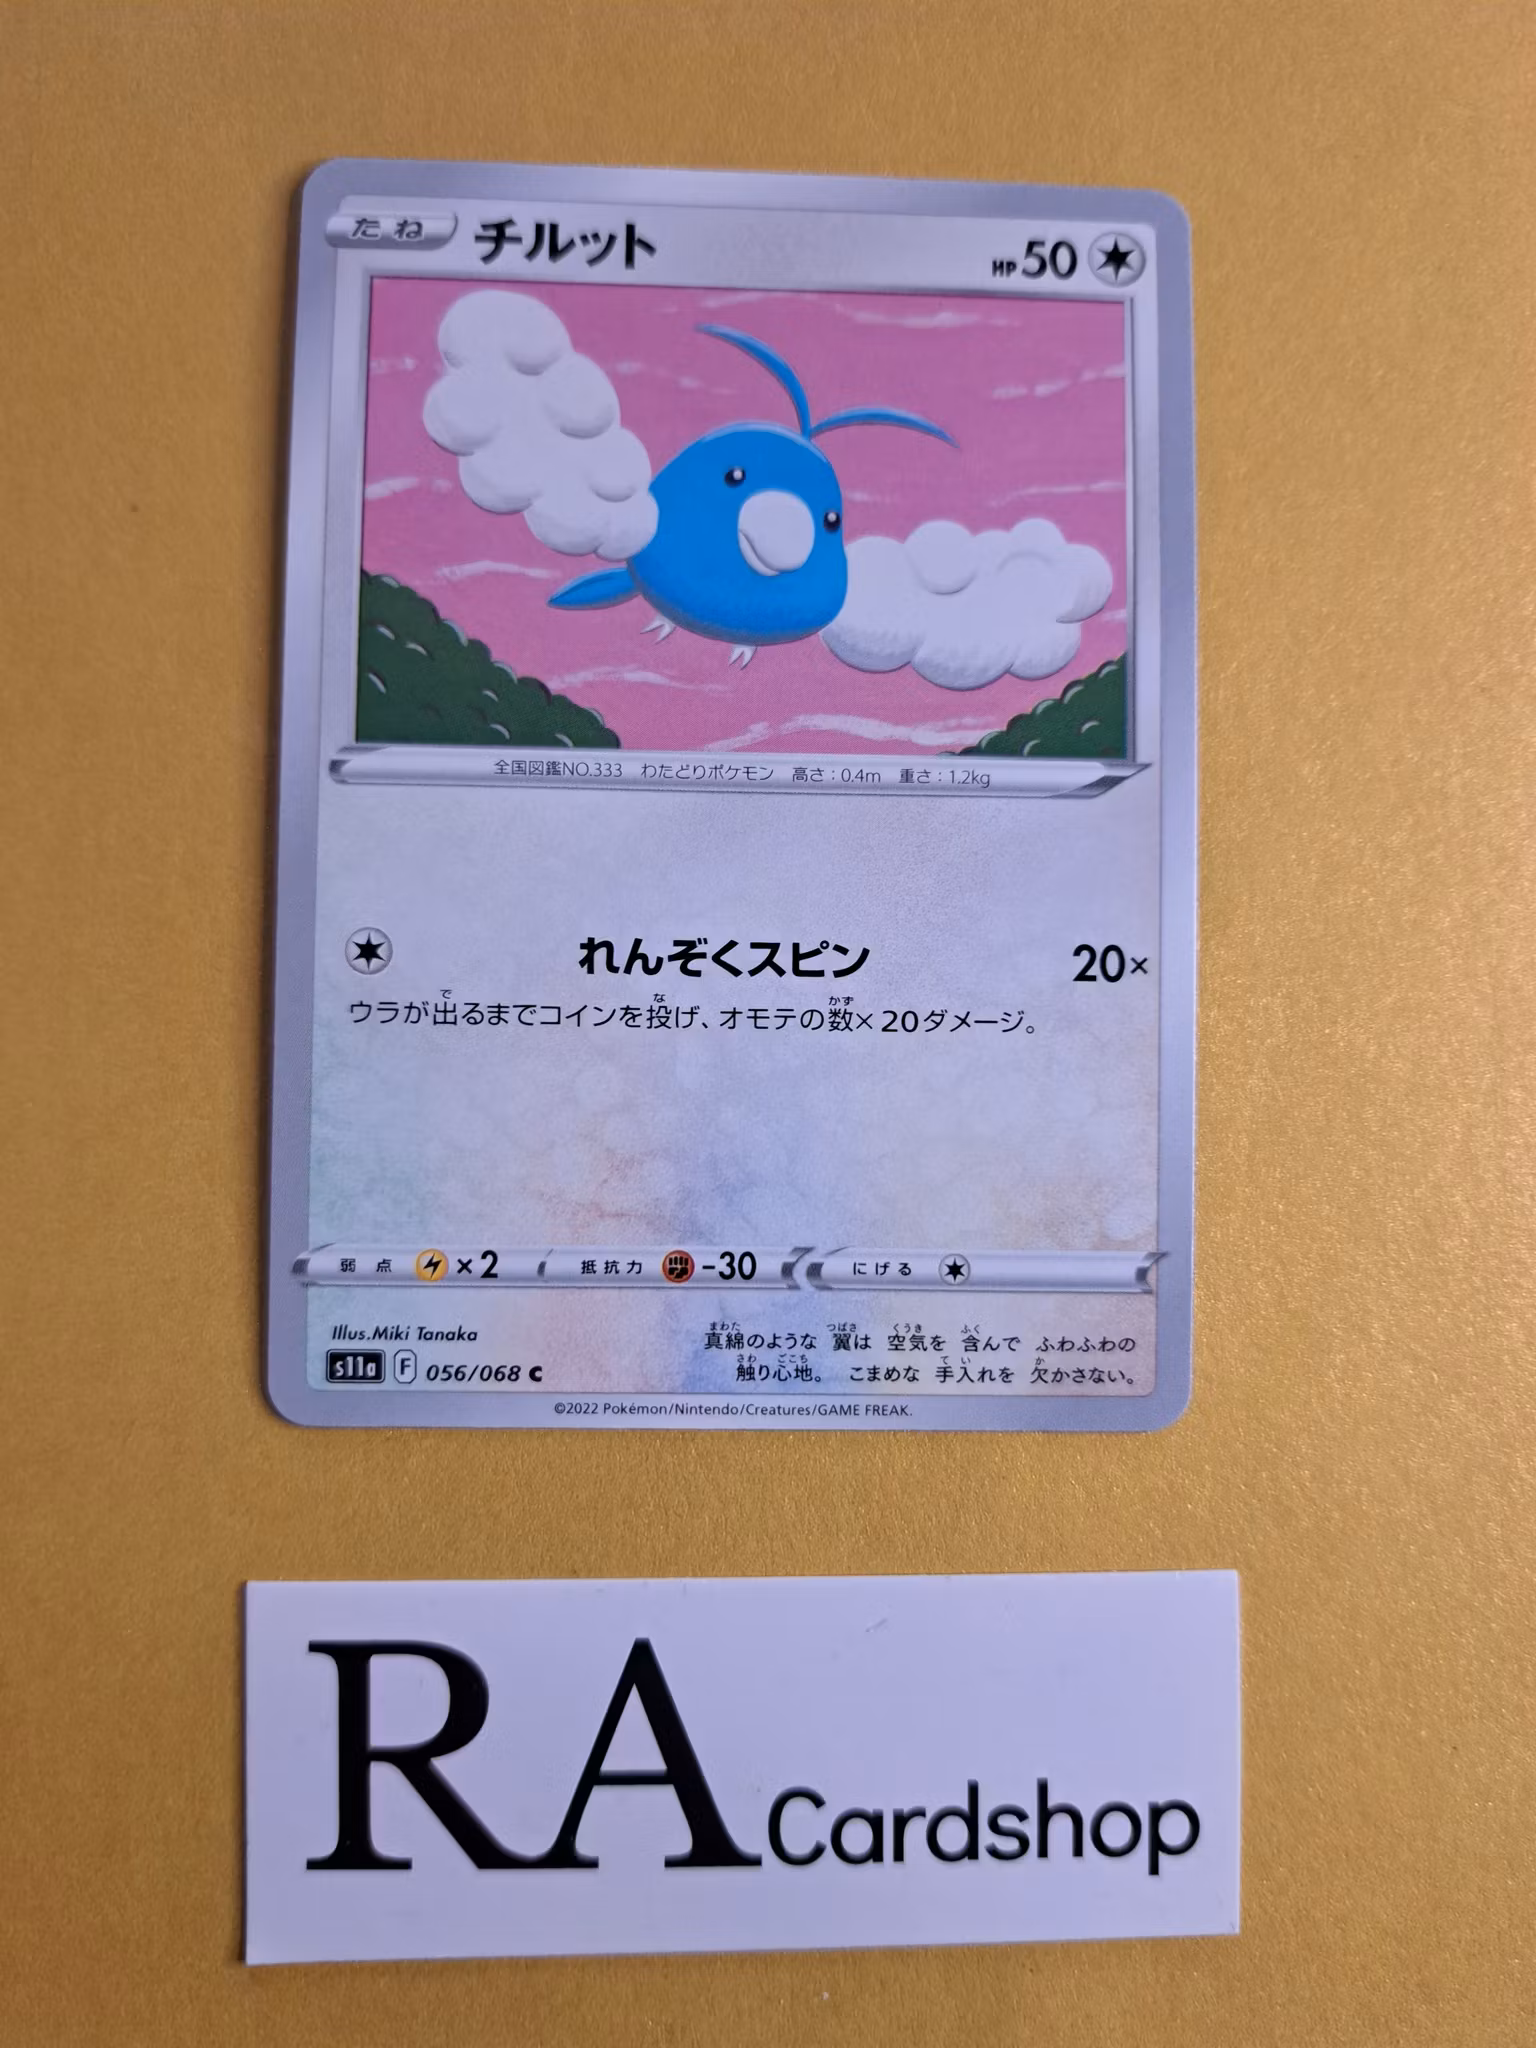 たね チルット HP50
全国図鑑NO.333 わたどりポケモン 高さ：0.4m 重さ：1.2kg
れんぞくスピン 20×
ウラが出るまでコインを投げ、オモテの数×20ダメージ。
弱点 ×2 抵抗力 -30 にげる
Illus.Miki Tanaka
s11a F 056/068 C
真綿のような 翼は 空気を 含んで ふわふわの
触り心地。 こまめな 手入れを 欠かさない。
©2022 Pokémon/Nintendo/Creatures/GAME FREAK.
RA Cardshop